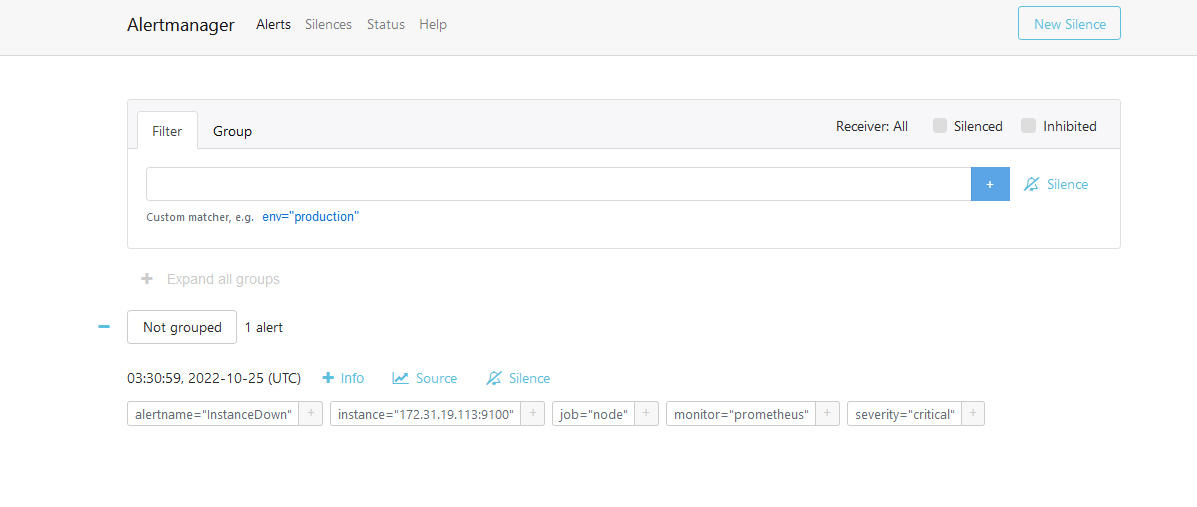 Alertmanager Alerts Silences Status Help New Silence
Filter Group Receiver: All Silenced Inhibited
+ Silence
Custom matcher, e.g. env="production"
+ Expand all groups
− Not grouped 1 alert
03:30:59, 2022-10-25 (UTC) + Info Source Silence
alertname="InstanceDown" + instance="172.31.19.113:9100" + job="node" + monitor="prometheus" + severity="critical" +